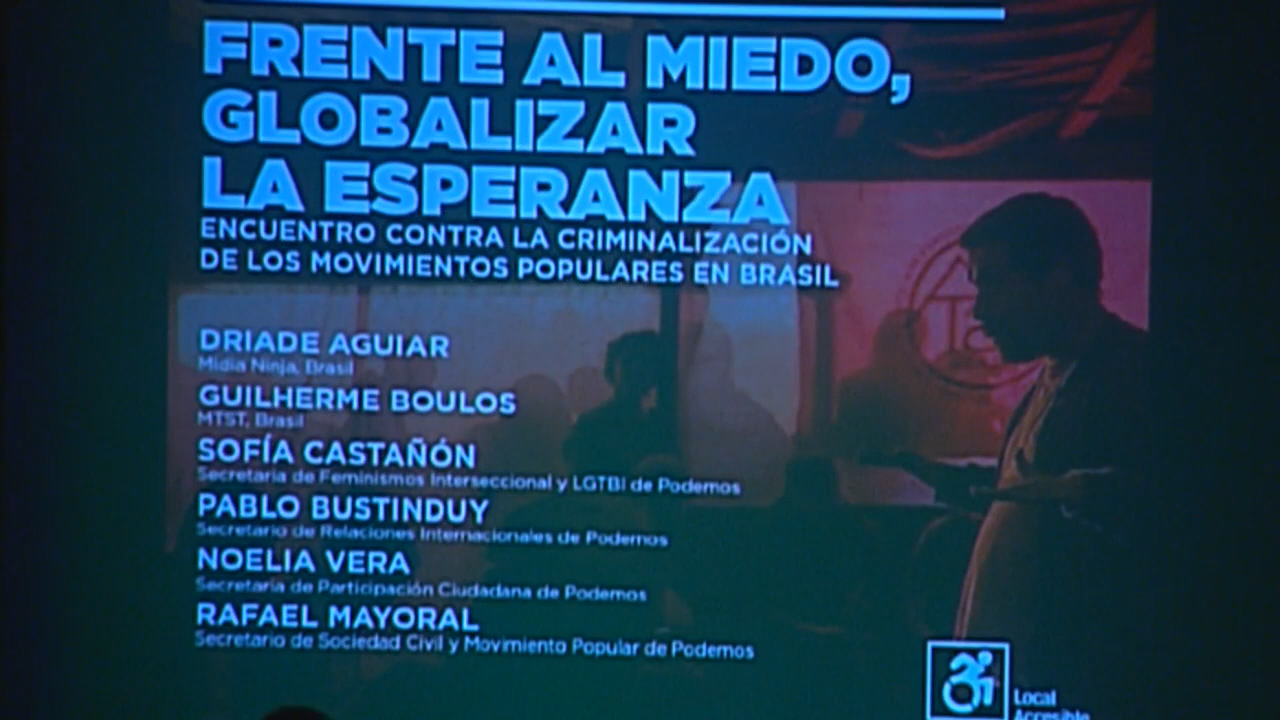 FRENTE AL MIEDO,
GLOBALIZAR
LA ESPERANZA
ENCUENTRO CONTRA LA CRIMINALIZACIÓN
DE LOS MOVIMIENTOS POPULARES EN BRASIL
DRIADE AGUIAR
Midia Ninja, Brasil
GUILHERME BOULOS
MTST, Brasil
SOFÍA CASTAÑÓN
Secretaria de Feminismos Interseccional y LGTBI de Podemos
PABLO BUSTINDUY
Secretario de Relaciones Internacionales de Podemos
NOELIA VERA
Secretaria de Participación Ciudadana de Podemos
RAFAEL MAYORAL
Secretario de Sociedad Civil y Movimiento Popular de Podemos
Local
Accesible